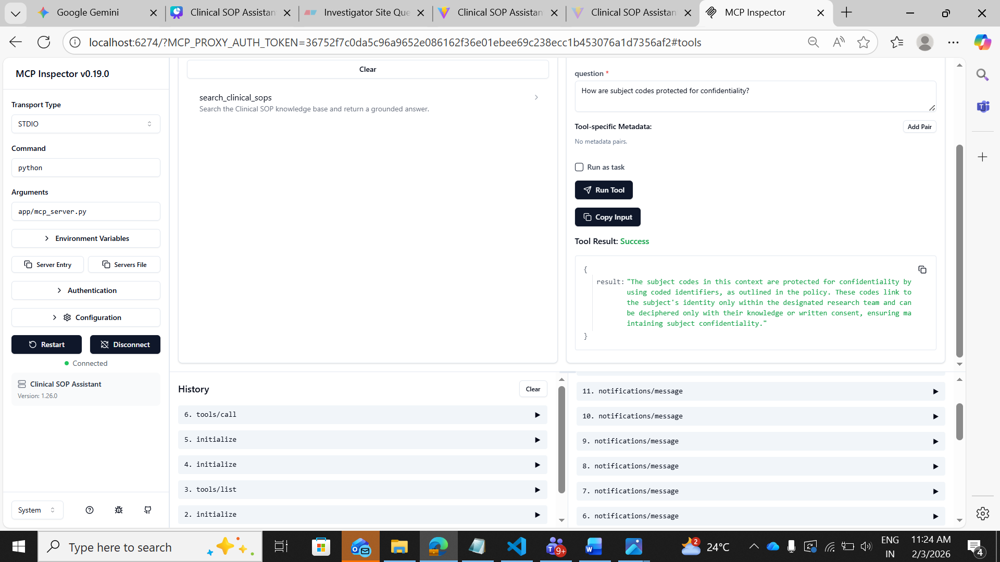 Google Gemini
Clinical SOP Assistan
Investigator Site Que
Clinical SOP Assistan
Clinical SOP Assistan
MCP Inspector
localhost:6274/?MCP_PROXY_AUTH_TOKEN=36752f7c0da5c96a9652e086162f36e01ebee69c238ecc1b453076a1d7356af2#tools
MCP Inspector v0.19.0
Transport Type
STDIO
Command
python
Arguments
app/mcp_server.py
Environment Variables
Server Entry
Servers File
Authentication
Configuration
Restart
Disconnect
Connected
Clinical SOP Assistant
Version: 1.26.0
System
Clear
search_clinical_sops
Search the Clinical SOP knowledge base and return a grounded answer.
question *
How are subject codes protected for confidentiality?
Tool-specific Metadata:
Add Pair
No metadata pairs.
Run as task
Run Tool
Copy Input
Tool Result: Success
{
result: "The subject codes in this context are protected for confidentiality by
using coded identifiers, as outlined in the policy. These codes link to
the subject's identity only within the designated research team and can
be deciphered only with their knowledge or written consent, ensuring ma
intaining subject confidentiality."
}
History
Clear
6. tools/call
5. initialize
4. initialize
3. tools/list
2. initialize
11. notifications/message
10. notifications/message
9. notifications/message
8. notifications/message
7. notifications/message
6. notifications/message
Type here to search
9+
2
24°C
ENG
IN
11:24 AM
2/3/2026
4